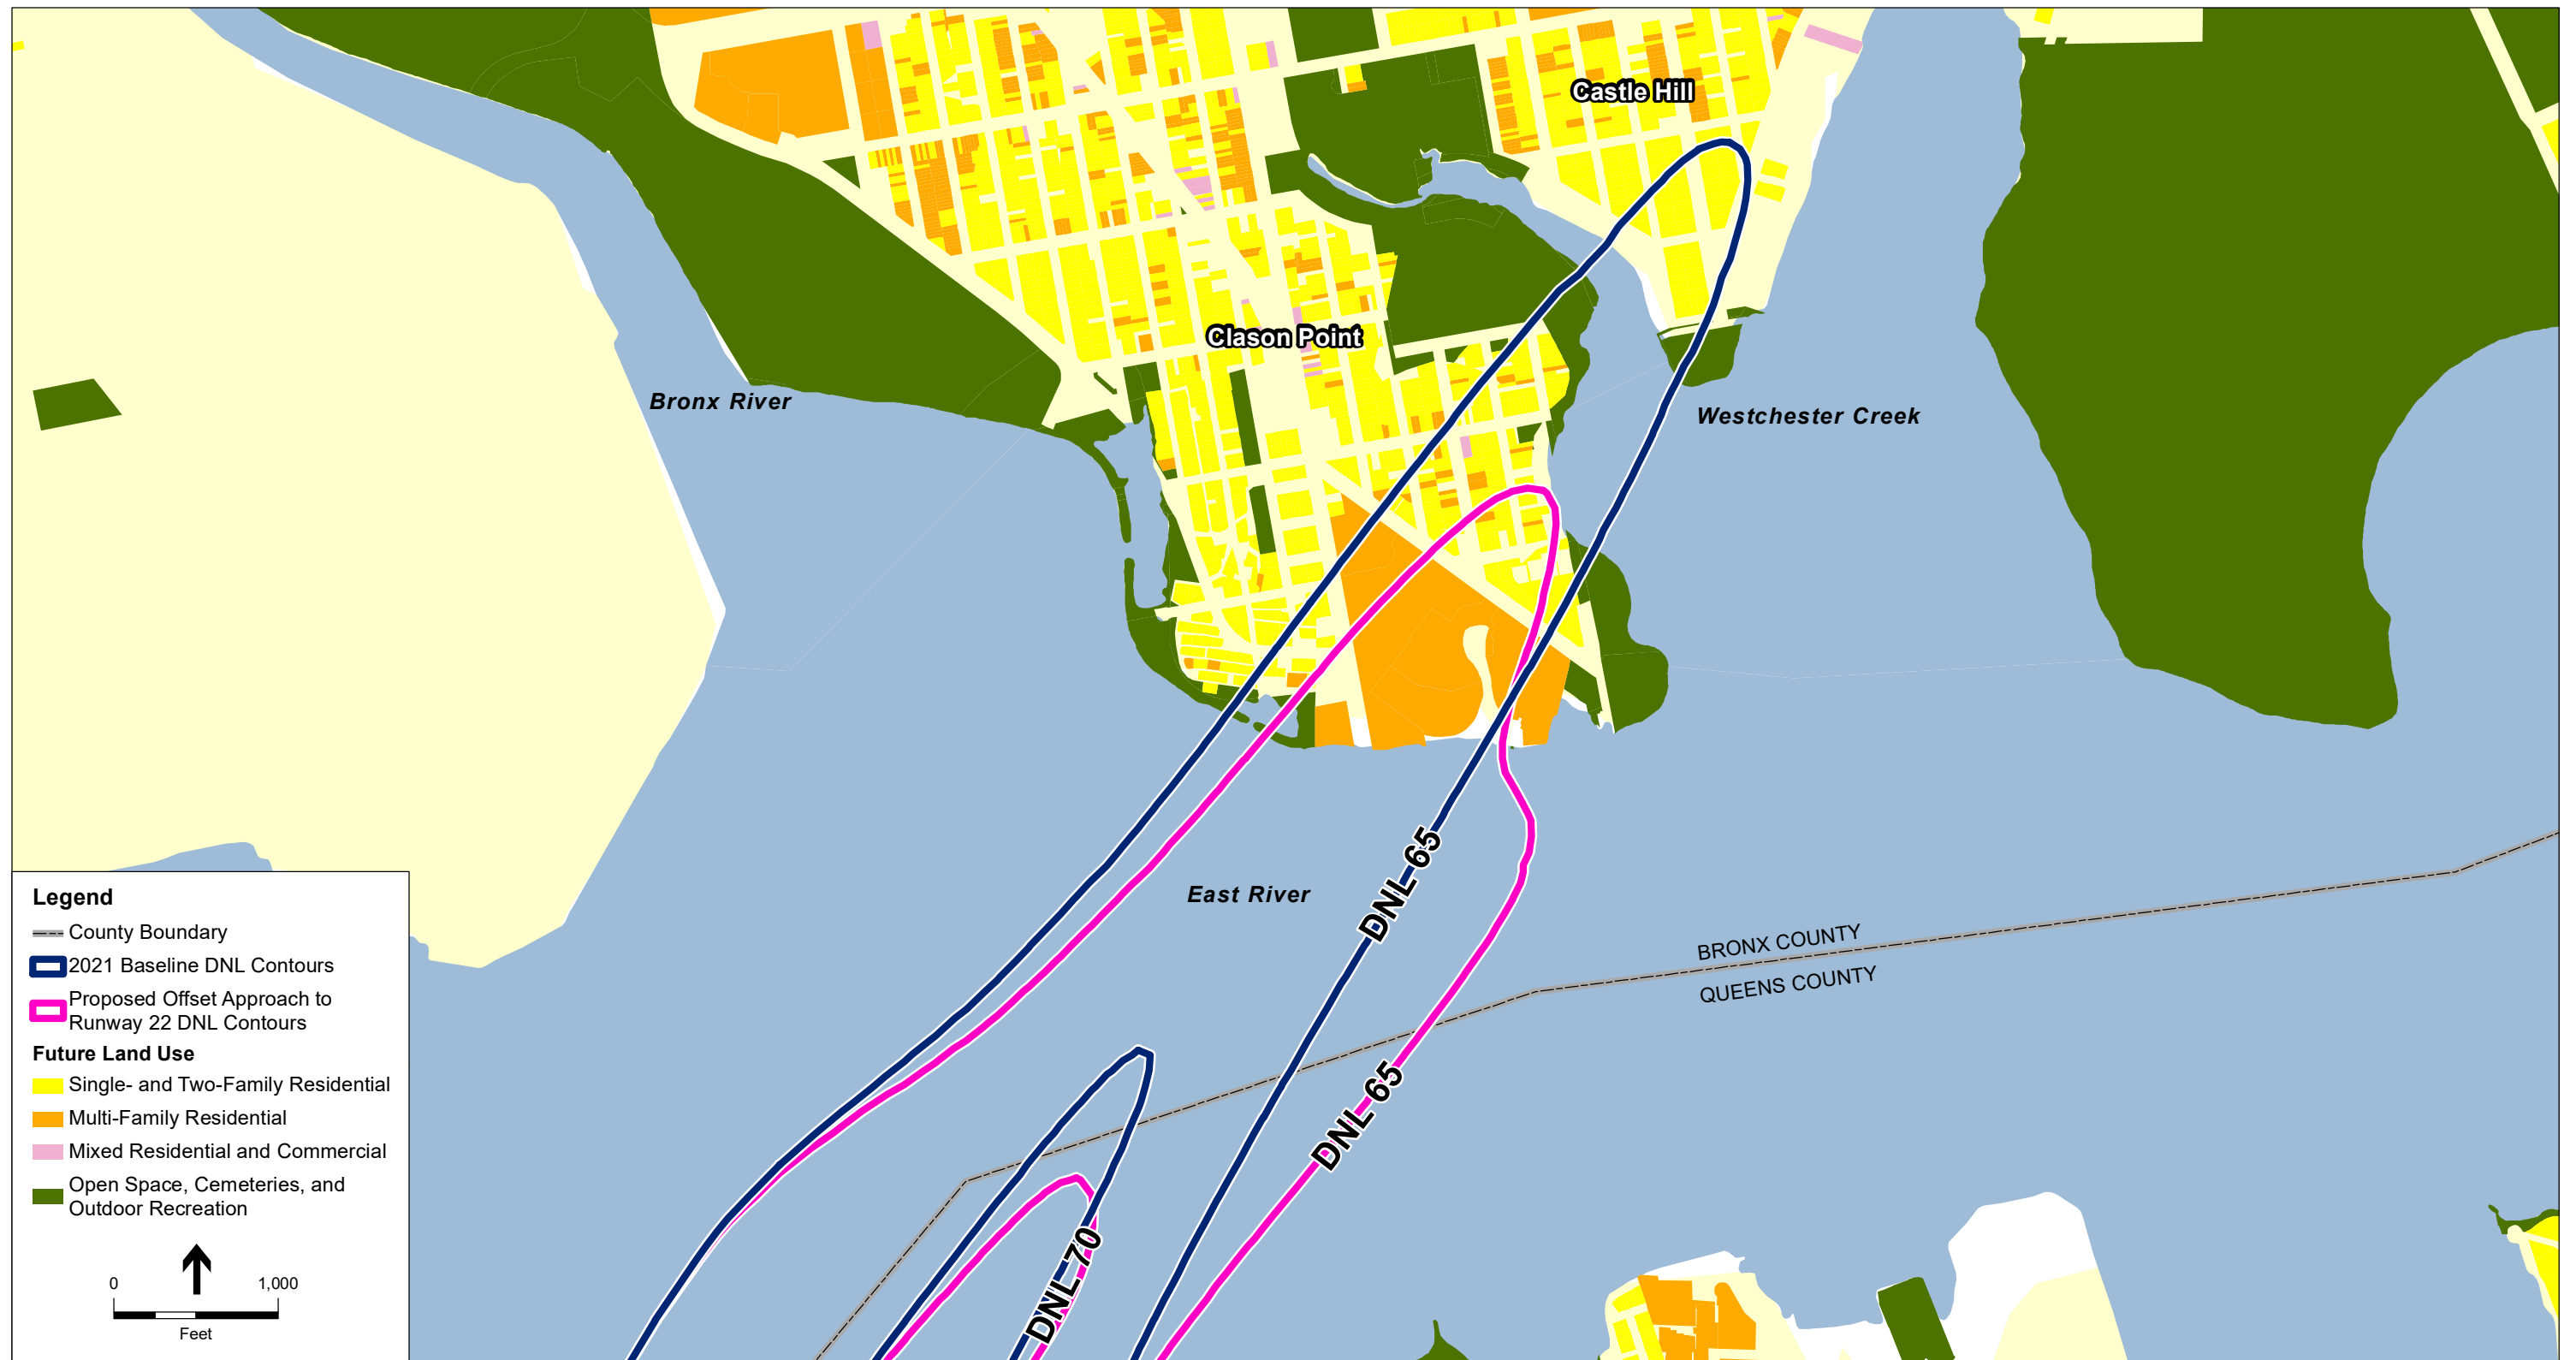 Castle Hill
Clason Point
Bronx River
Westchester Creek
DNL 65
East River
BRONX COUNTY
QUEENS COUNTY
DNL 65
DNL 70
Legend
County Boundary
2021 Baseline DNL Contours
Proposed Offset Approach to
Runway 22 DNL Contours
Future Land Use
Single- and Two-Family Residential
Multi-Family Residential
Mixed Residential and Commercial
Open Space, Cemeteries, and
Outdoor Recreation
0 1,000
Feet